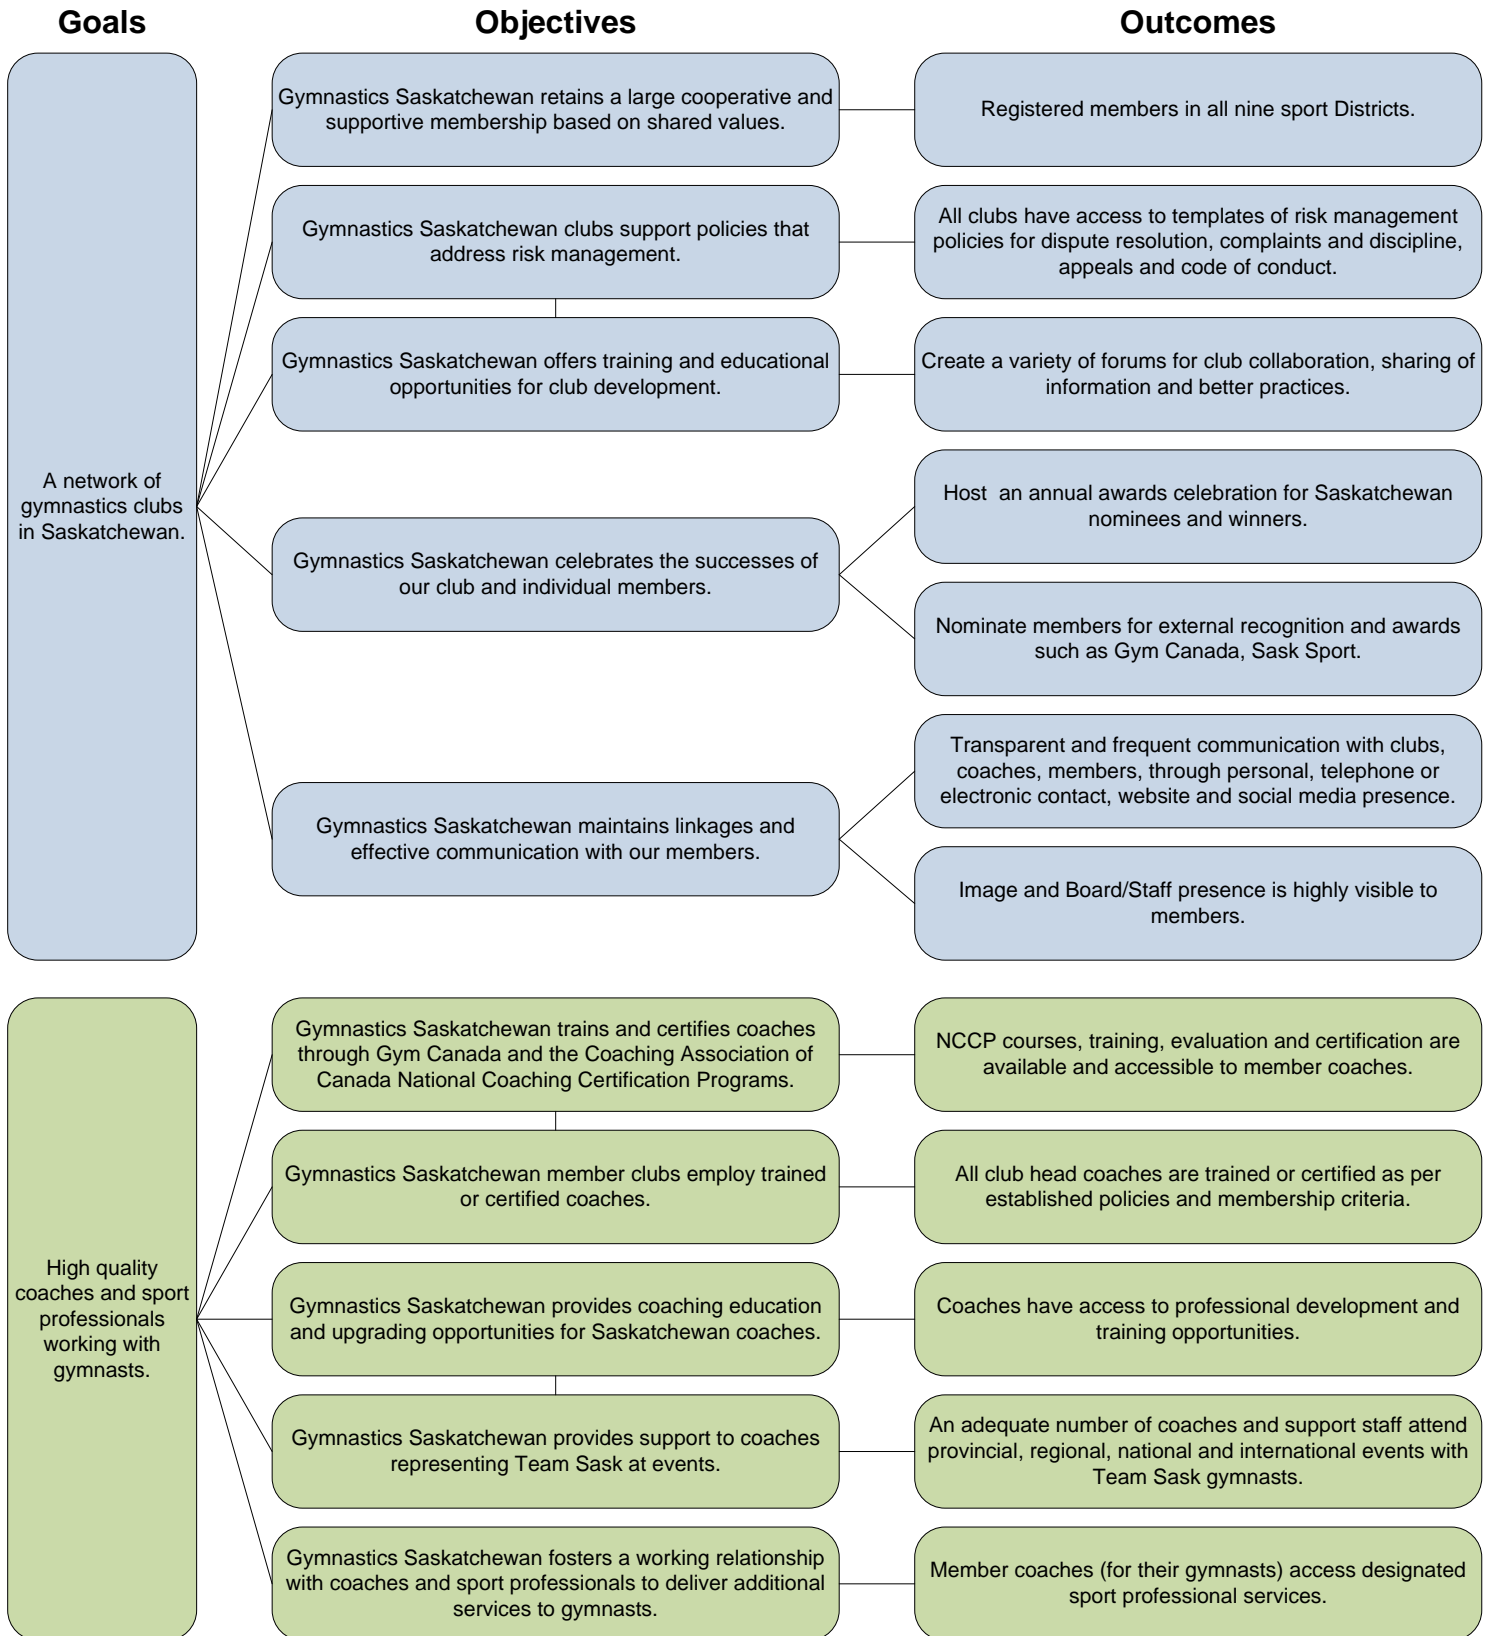 Goals
Objectives
Outcomes
A network of
gymnastics clubs
in Saskatchewan.
Gymnastics Saskatchewan retains a large cooperative and
supportive membership based on shared values.
Registered members in all nine sport Districts.
Gymnastics Saskatchewan clubs support policies that
address risk management.
All clubs have access to templates of risk management
policies for dispute resolution, complaints and discipline,
appeals and code of conduct.
Gymnastics Saskatchewan offers training and educational
opportunities for club development.
Create a variety of forums for club collaboration, sharing of
information and better practices.
Gymnastics Saskatchewan celebrates the successes of
our club and individual members.
Host  an annual awards celebration for Saskatchewan
nominees and winners.
Nominate members for external recognition and awards
such as Gym Canada, Sask Sport.
Gymnastics Saskatchewan maintains linkages and
effective communication with our members.
Transparent and frequent communication with clubs,
coaches, members, through personal, telephone or
electronic contact, website and social media presence.
Image and Board/Staff presence is highly visible to
members.
High quality
coaches and sport
professionals
working with
gymnasts.
Gymnastics Saskatchewan trains and certifies coaches
through Gym Canada and the Coaching Association of
Canada National Coaching Certification Programs.
NCCP courses, training, evaluation and certification are
available and accessible to member coaches.
Gymnastics Saskatchewan member clubs employ trained
or certified coaches.
All club head coaches are trained or certified as per
established policies and membership criteria.
Gymnastics Saskatchewan provides coaching education
and upgrading opportunities for Saskatchewan coaches.
Coaches have access to professional development and
training opportunities.
Gymnastics Saskatchewan provides support to coaches
representing Team Sask at events.
An adequate number of coaches and support staff attend
provincial, regional, national and international events with
Team Sask gymnasts.
Gymnastics Saskatchewan fosters a working relationship
with coaches and sport professionals to deliver additional
services to gymnasts.
Member coaches (for their gymnasts) access designated
sport professional services.